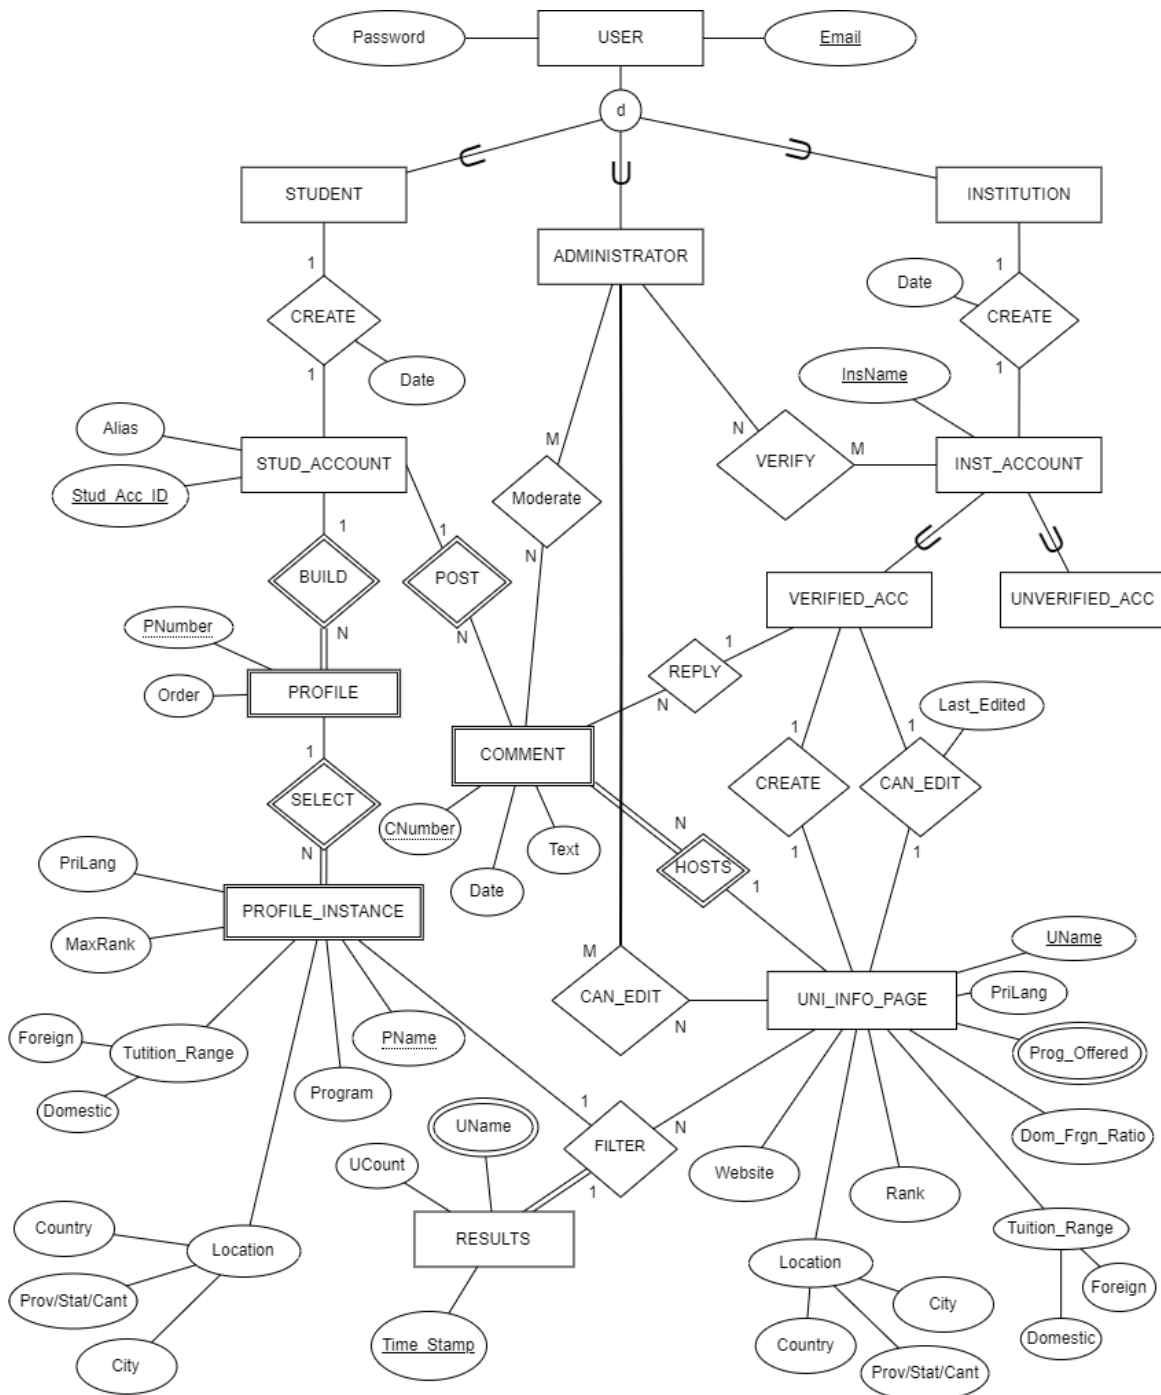 Password
USER
Email
d
STUDENT
INSTITUTION
ADMINISTRATOR
1
1
CREATE
Date
CREATE
1
Date
1
InsName
Alias
STUD_ACCOUNT
Stud_Acc_ID
M
Moderate
N
N
VERIFY
M
INST_ACCOUNT
1
BUILD
N
1
POST
N
VERIFIED_ACC
UNVERIFIED_ACC
PNumber
Order
PROFILE
1
REPLY
N
Last_Edited
1
SELECT
N
COMMENT
CNumber
Date
Text
1
CREATE
1
1
CAN_EDIT
1
N
HOSTS
1
PriLang
MaxRank
PROFILE_INSTANCE
M
CAN_EDIT
N
UNI_INFO_PAGE
UName
PriLang
Prog_Offered
Foreign
Tutition_Range
Domestic
PName
Program
Dom_Frgn_Ratio
1
FILTER
N
1
UName
UCount
RESULTS
Time_Stamp
Website
Rank
Country
Location
Prov/Stat/Cant
City
Tuition_Range
Foreign
Domestic
Location
City
Country
Prov/Stat/Cant